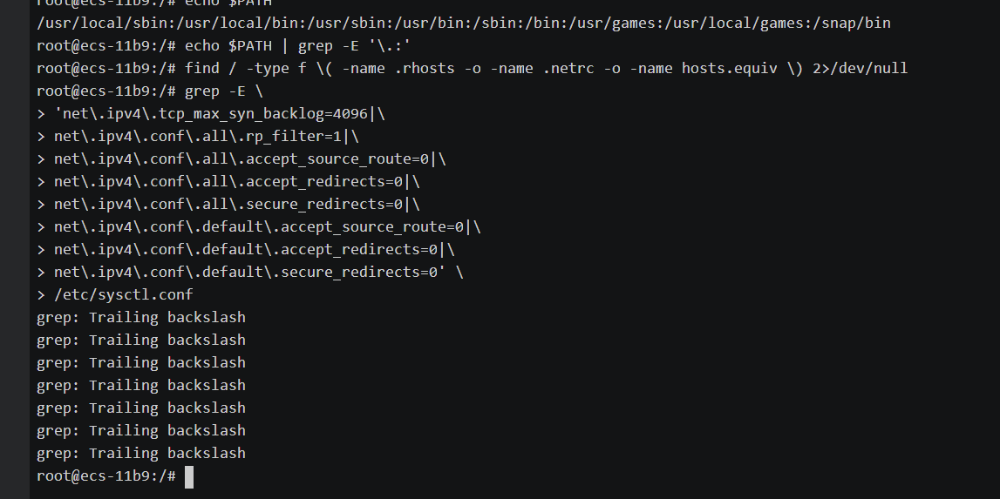 root@ecs-11b9:/# echo $PATH
/usr/local/sbin:/usr/local/bin:/usr/sbin:/usr/bin:/sbin:/bin:/usr/games:/usr/local/games:/snap/bin
root@ecs-11b9:/# echo $PATH | grep -E '\.:'
root@ecs-11b9:/# find / -type f \( -name .rhosts -o -name .netrc -o -name hosts.equiv \) 2>/dev/null
root@ecs-11b9:/# grep -E \
> 'net\.ipv4\.tcp_max_syn_backlog=4096|\
> net\.ipv4\.conf\.all\.rp_filter=1|\
> net\.ipv4\.conf\.all\.accept_source_route=0|\
> net\.ipv4\.conf\.all\.accept_redirects=0|\
> net\.ipv4\.conf\.all\.secure_redirects=0|\
> net\.ipv4\.conf\.default\.accept_source_route=0|\
> net\.ipv4\.conf\.default\.accept_redirects=0|\
> net\.ipv4\.conf\.default\.secure_redirects=0' \
> /etc/sysctl.conf
grep: Trailing backslash
grep: Trailing backslash
grep: Trailing backslash
grep: Trailing backslash
grep: Trailing backslash
grep: Trailing backslash
grep: Trailing backslash
root@ecs-11b9:/#